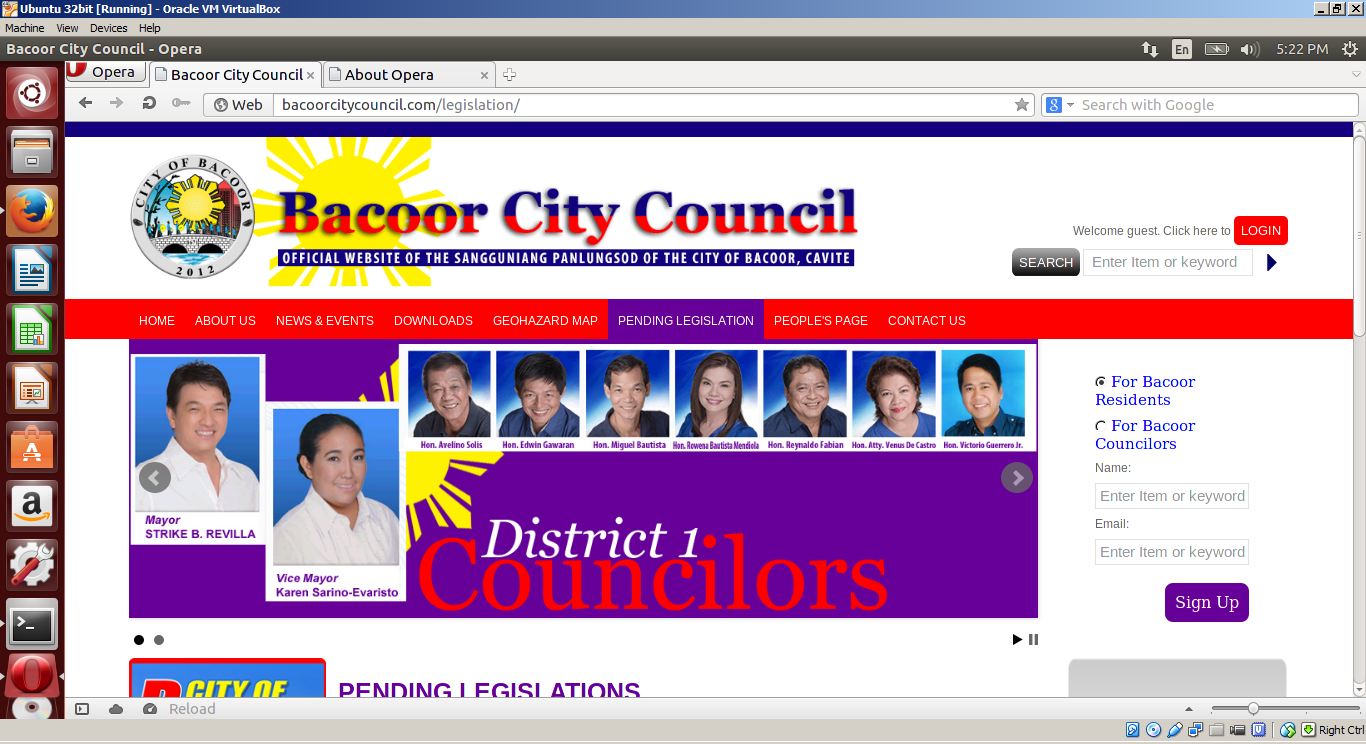 Ubuntu 32bit [Running] - Oracle VM VirtualBox
Machine View Devices Help
Bacoor City Council - Opera
En
5:22 PM
Opera
Bacoor City Council
About Opera
Web
bacoorcitycouncil.com/legislation/
Search with Google
CITY OF BACOOR
2012
Bacoor City Council
OFFICIAL WEBSITE OF THE SANGGUNIANG PANLUNGSOD OF THE CITY OF BACOOR, CAVITE
Welcome guest. Click here to LOGIN
SEARCH Enter Item or keyword
HOME ABOUT US NEWS & EVENTS DOWNLOADS GEOHAZARD MAP PENDING LEGISLATION PEOPLE'S PAGE CONTACT US
Hon. Avelino Solis
Hon. Edwin Gawaran
Hon. Miguel Bautista
Hon. Rowena Bautista Mendiola
Hon. Reynaldo Fabian
Hon. Atty. Venus De Castro
Hon. Victorio Guerrero Jr.
Mayor
STRIKE B. REVILLA
Vice Mayor
Karen Sarino-Evaristo
District 1
Councilors
For Bacoor
Residents
For Bacoor
Councilors
Name:
Enter Item or keyword
Email:
Enter Item or keyword
Sign Up
CITY OF
PENDING LEGISLATIONS
Reload
Right Ctrl